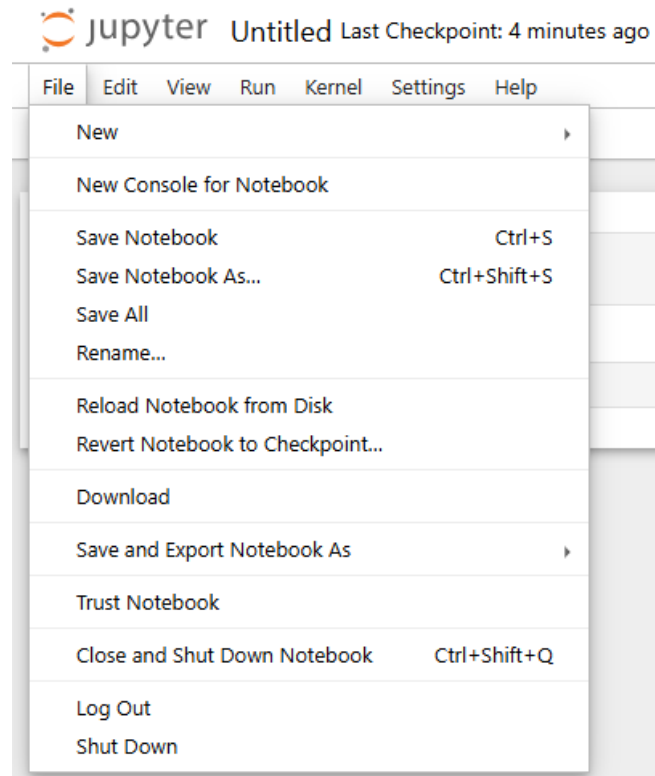 jupyter Untitled Last Checkpoint: 4 minutes ago
File Edit View Run Kernel Settings Help
New
New Console for Notebook
Save Notebook Ctrl+S
Save Notebook As... Ctrl+Shift+S
Save All
Rename...
Reload Notebook from Disk
Revert Notebook to Checkpoint...
Download
Save and Export Notebook As
Trust Notebook
Close and Shut Down Notebook Ctrl+Shift+Q
Log Out
Shut Down